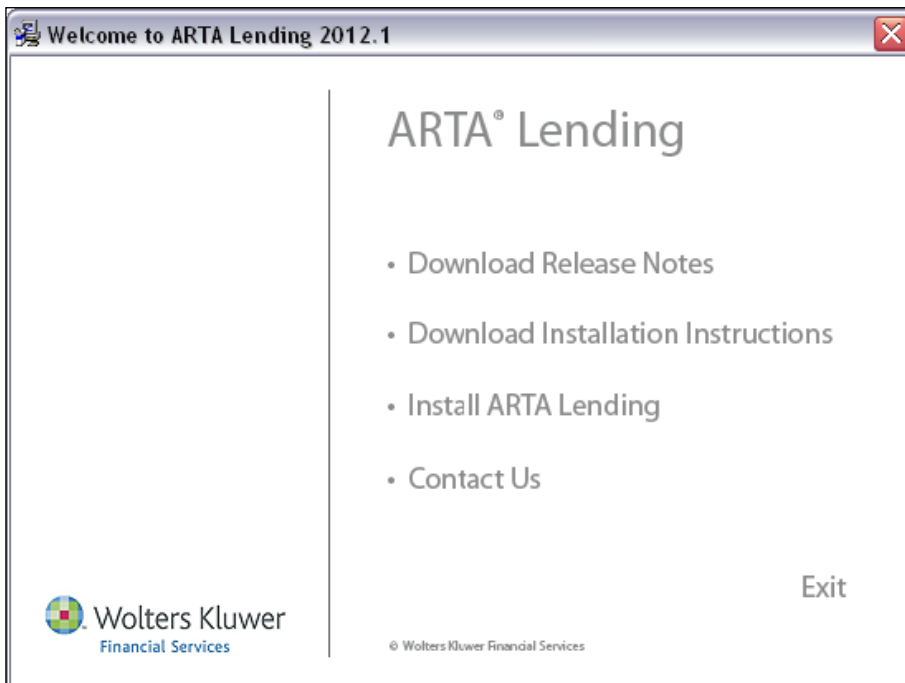 Welcome to ARTA Lending 2012.1
ARTA® Lending
• Download Release Notes
• Download Installation Instructions
• Install ARTA Lending
• Contact Us
Exit
Wolters Kluwer
Financial Services
© Wolters Kluwer Financial Services